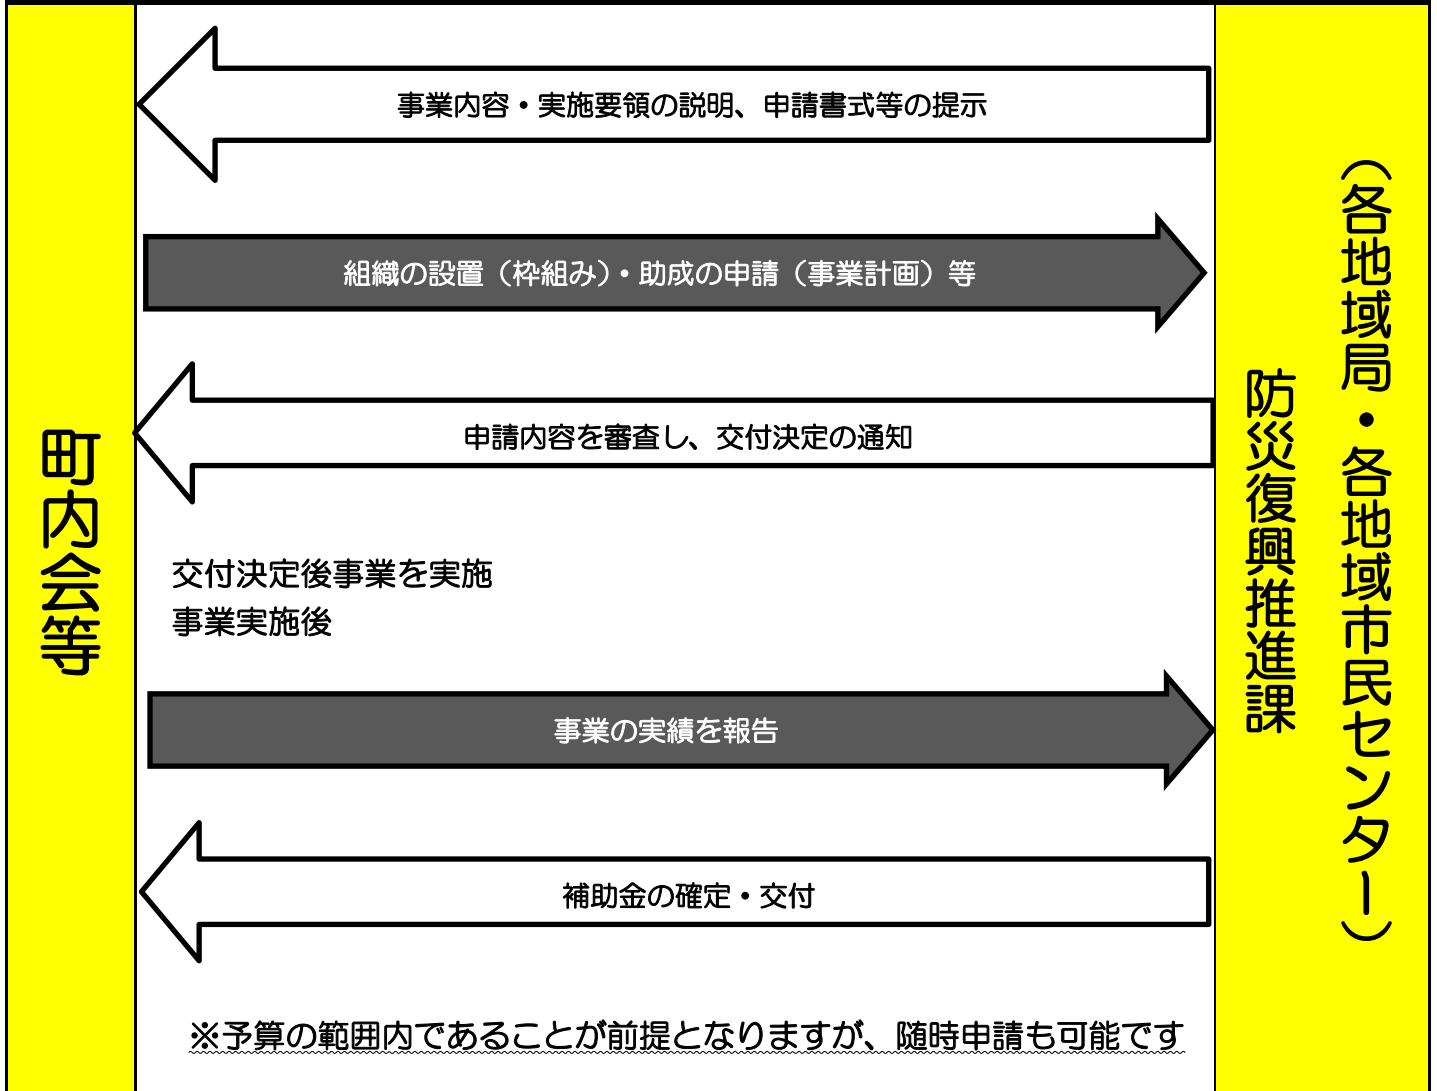 事業内容・実施要領の説明、申請書式等の提示
組織の設置（枠組み）・助成の申請（事業計画）等
申請内容を審査し、交付決定の通知
交付決定後事業を実施
事業実施後
事業の実績を報告
補助金の確定・交付
※予算の範囲内であることが前提となりますが、随時申請も可能です
町内会等
防災復興推進課
（各地域局・各地域市民センター）